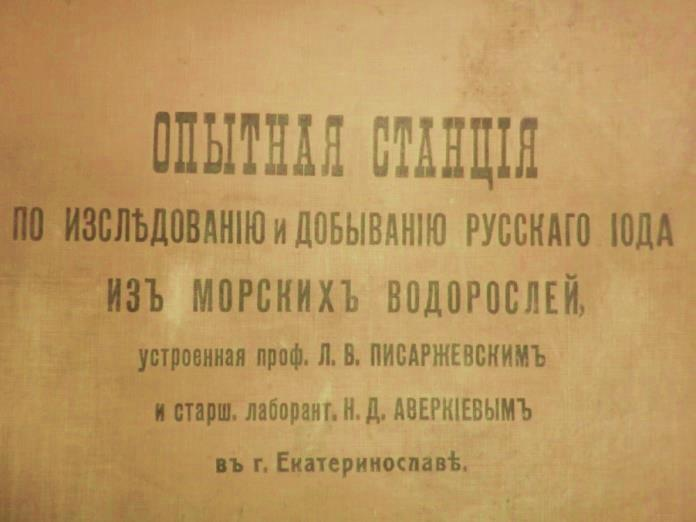 ОПЫТНАЯ СТАНЦІЯ
ПО ИЗСЛѢДОВАНІЮ и ДОБЫВАНІЮ РУССКАГО ІОДА
ИЗЪ МОРСКИХЪ ВОДОРОСЛЕЙ,
устроенная проф. Л. В. ПИСАРЖЕВСКИМЪ
и старш. лаборант. Н. Д. АВЕРКІЕВЫМЪ
въ г. Екатеринославѣ.